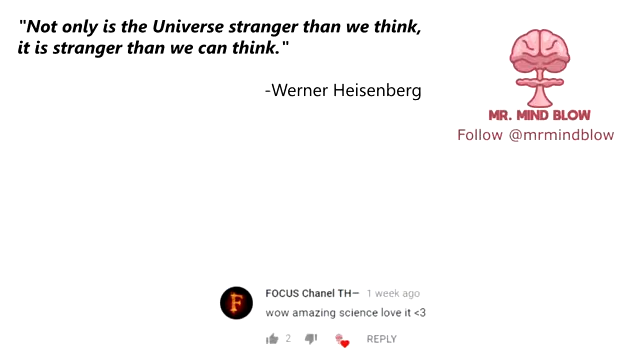 "Not only is the Universe stranger than we think,
it is stranger than we can think."
-Werner Heisenberg
MR. MIND BLOW
Follow @mrmindblow
F
FOCUS Chanel TH— 1 week ago
wow amazing science love it <3
2 REPLY